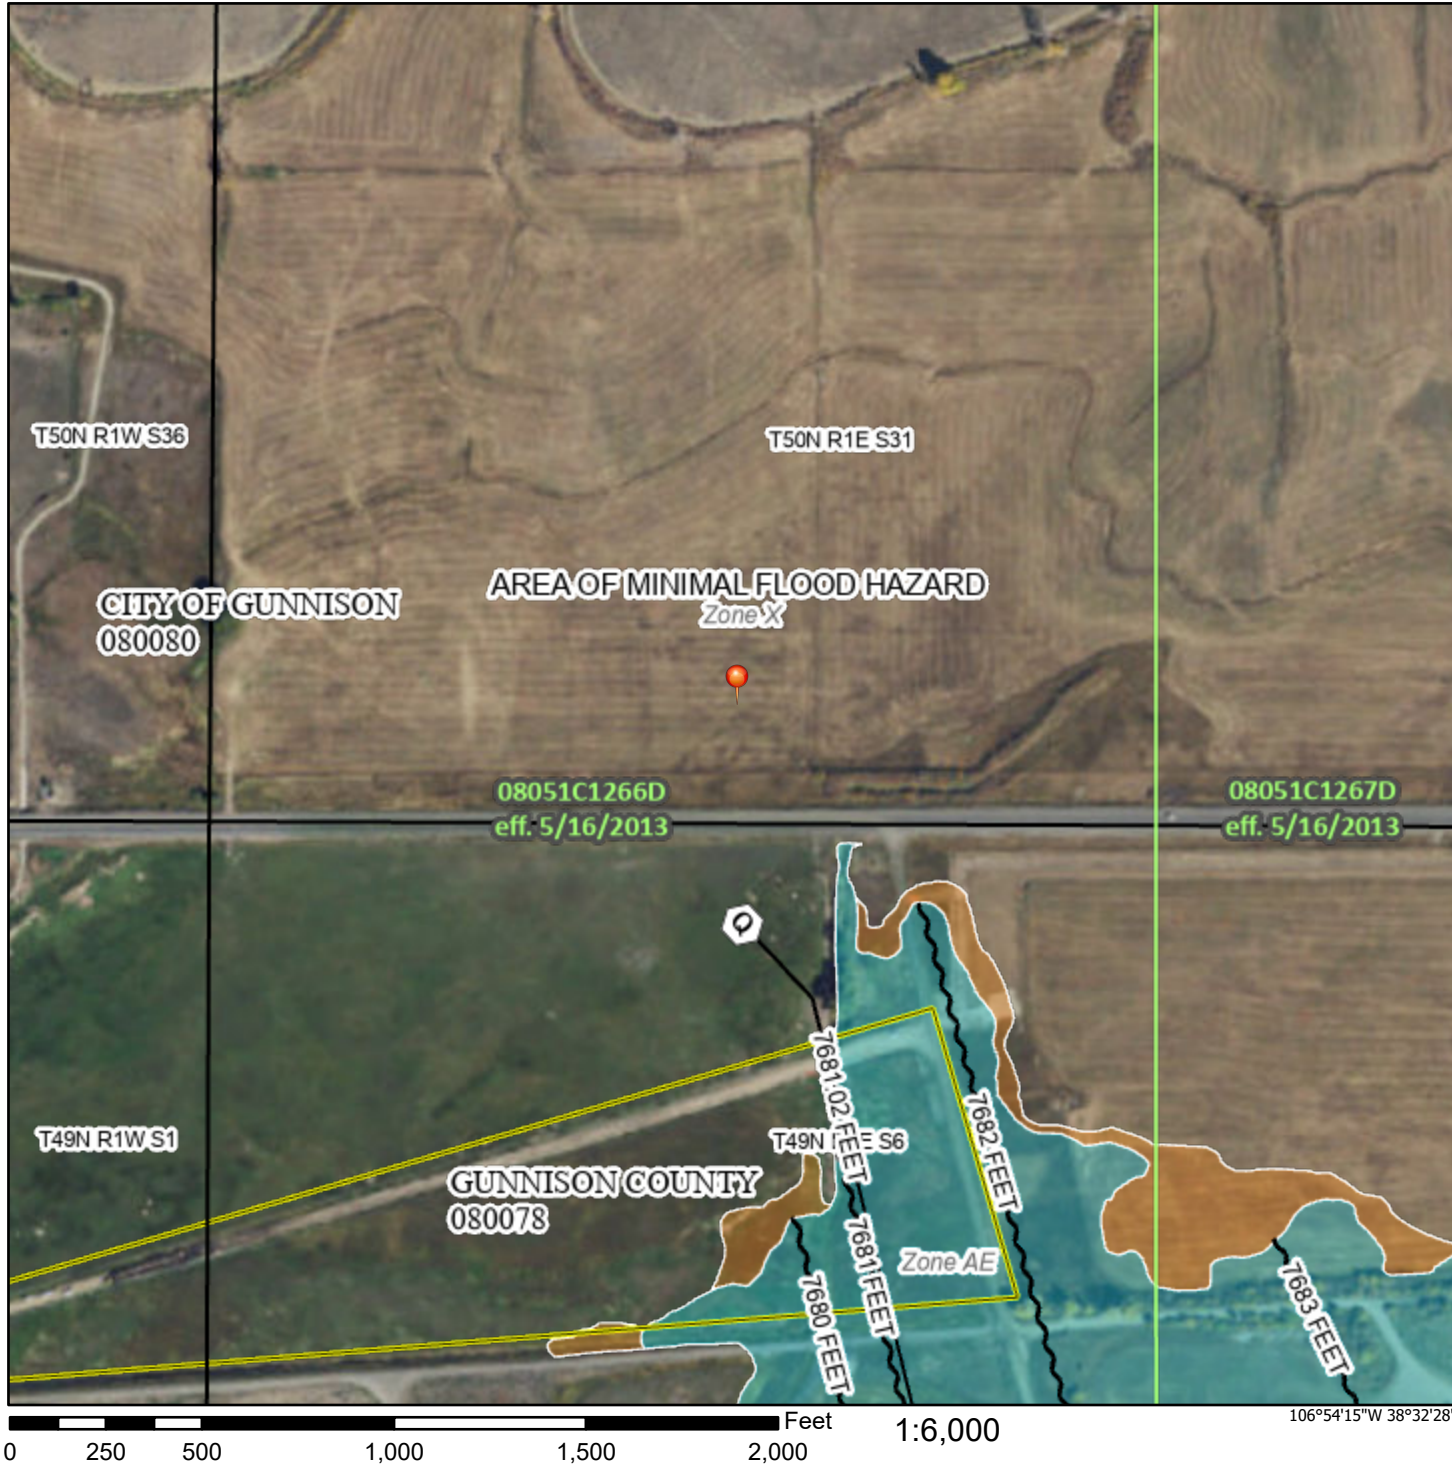 T50N R1W S36
T50N R1E S31
AREA OF MINIMAL FLOOD HAZARD
Zone X
CITY OF GUNNISON
080080
08051C1266D
eff. 5/16/2013
08051C1267D
eff. 5/16/2013
Q
7681.02 FEET
7682 FEET
T49N R1W S1
T49N S6
GUNNISON COUNTY
080078
7681 FEET
Zone AE
7680 FEET
7683 FEET
Feet
1:6,000
106°54'15"W 38°32'28"
0 250 500 1,000 1,500 2,000